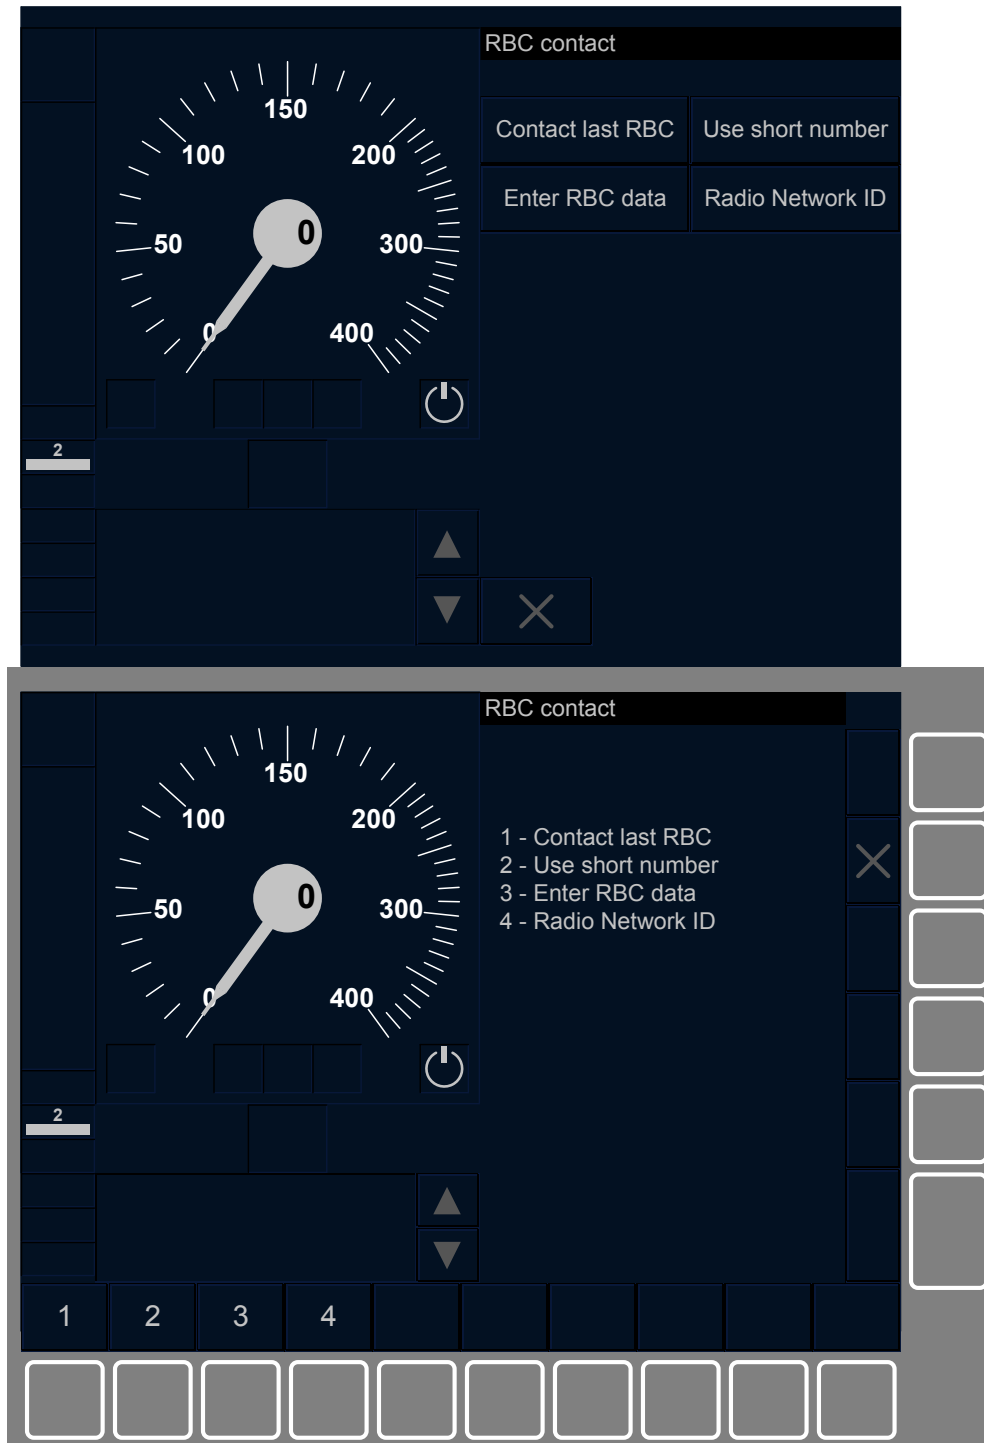 RBC contact
150
100
200
50
0
300
0
400
Contact last RBC
Use short number
Enter RBC data
Radio Network ID
2
RBC contact
150
100
200
50
0
300
0
400
1 - Contact last RBC
2 - Use short number
3 - Enter RBC data
4 - Radio Network ID
2
1 2 3 4